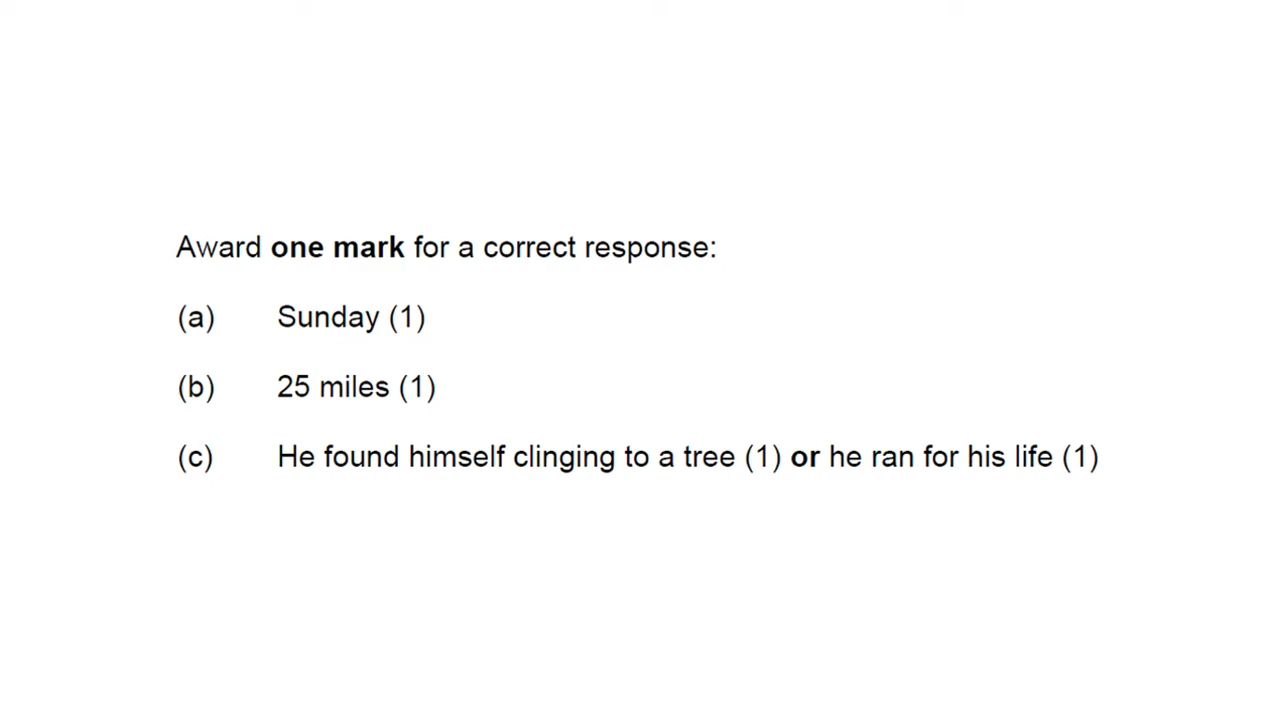 Award one mark for a correct response:
(a) Sunday (1)
(b) 25 miles (1)
(c) He found himself clinging to a tree (1) or he ran for his life (1)